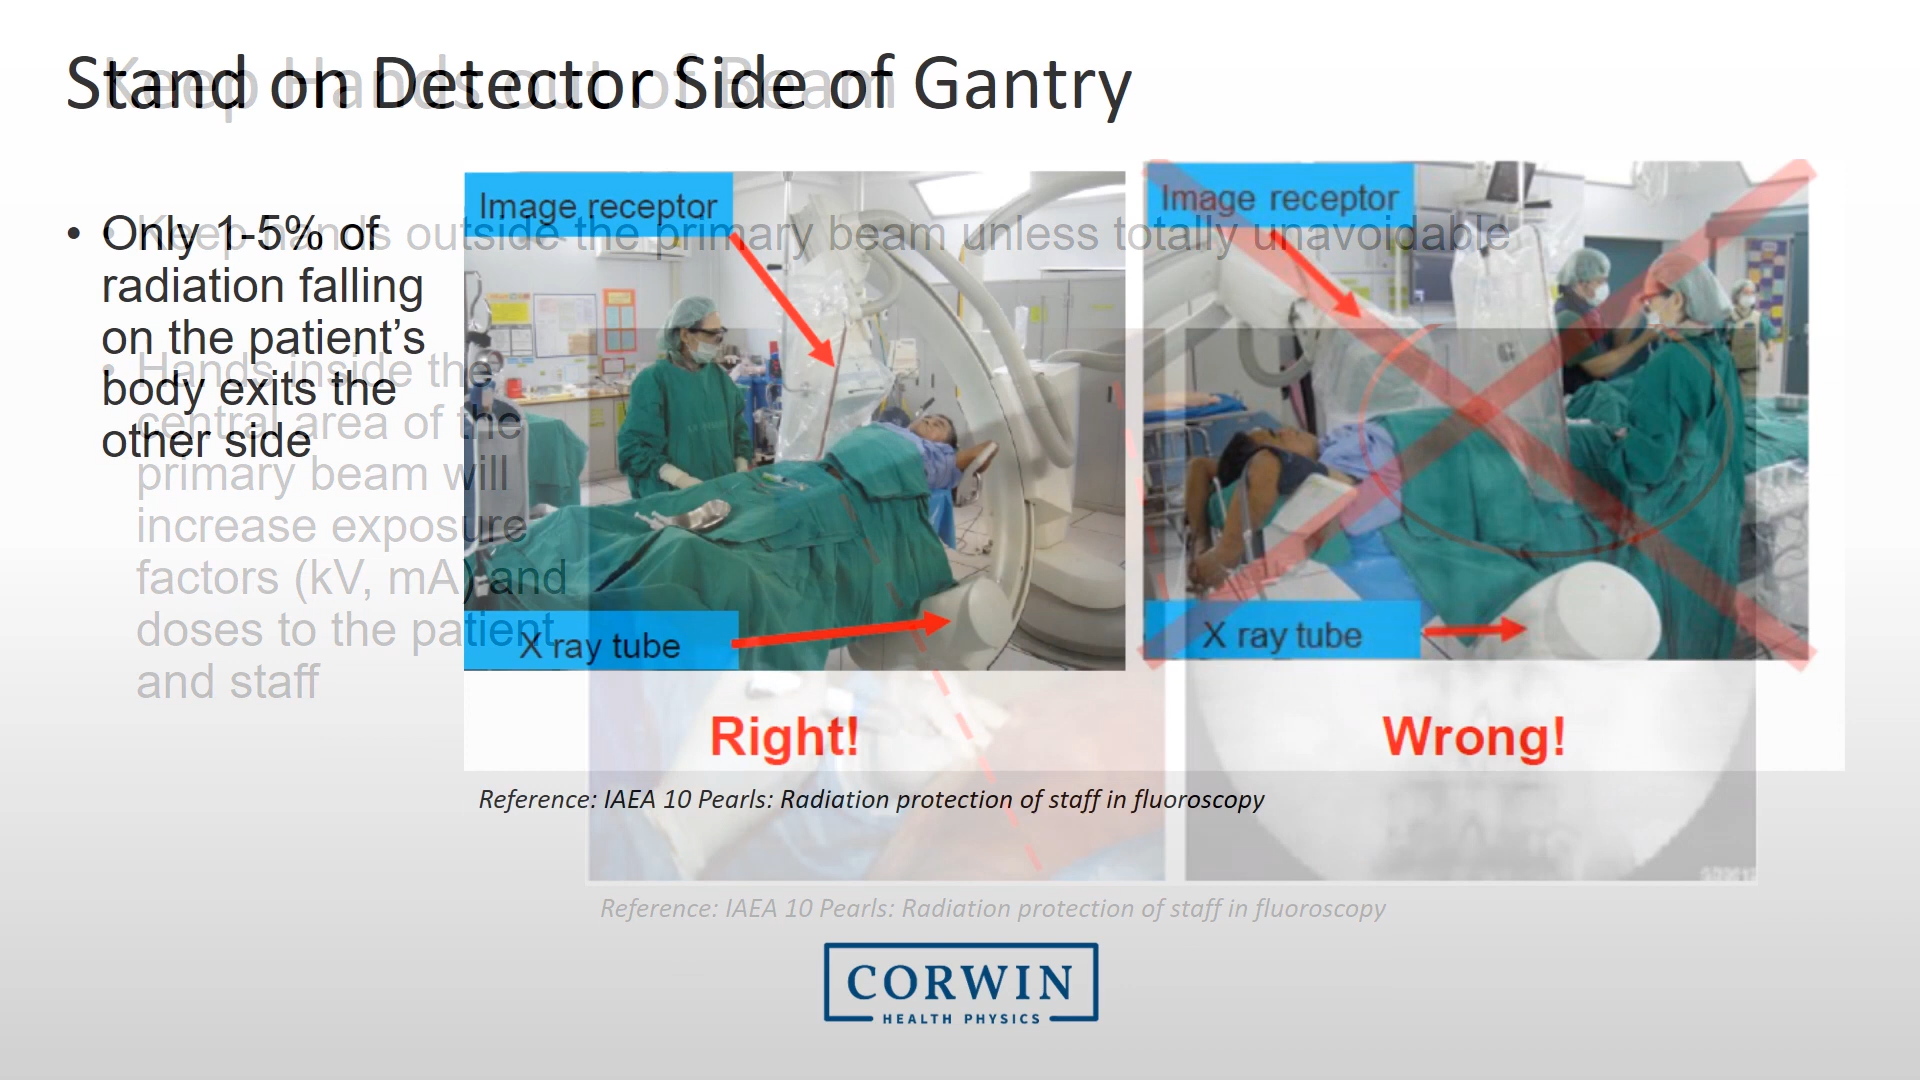 Stand on Detector Side of Gantry
Keep Hands out of Beam
• Only 1-5% of
radiation falling
on the patient’s
body exits the
other side
• Keep hands outside the primary beam unless totally unavoidable
• Hands inside the
central area of the
primary beam will
increase exposure
factors (kV, mA) and
doses to the patient
and staff
Image receptor
X ray tube
Right!
Image receptor
X ray tube
Wrong!
Reference: IAEA 10 Pearls: Radiation protection of staff in fluoroscopy
Reference: IAEA 10 Pearls: Radiation protection of staff in fluoroscopy
CORWIN
HEALTH PHYSICS